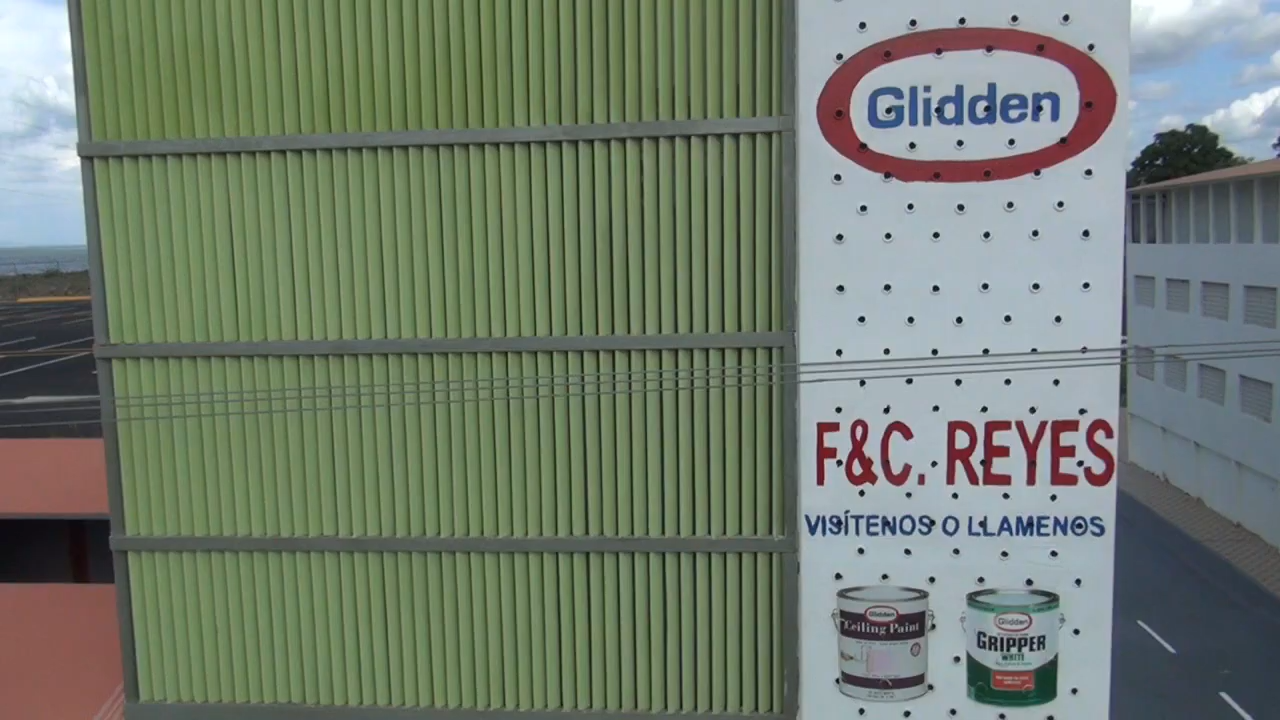 Glidden
F&C. REYES
VISÍTENOS O LLAMENOS
Glidden
Ceiling Paint
Glidden
GRIPPER
WHITE